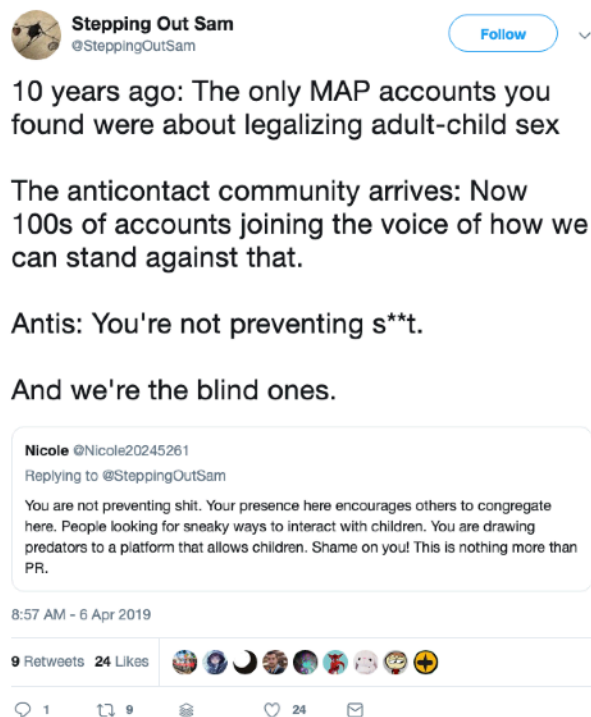 Stepping Out Sam
@SteppingOutSam
Follow
10 years ago: The only MAP accounts you
found were about legalizing adult-child sex
The anticontact community arrives: Now
100s of accounts joining the voice of how we
can stand against that.
Antis: You're not preventing s**t.
And we're the blind ones.
Nicole @Nicole20245261
Replying to @SteppingOutSam
You are not preventing shit. Your presence here encourages others to congregate
here. People looking for sneaky ways to interact with children. You are drawing
predators to a platform that allows children. Shame on you! This is nothing more than
PR.
8:57 AM - 6 Apr 2019
9 Retweets 24 Likes
1 9 24